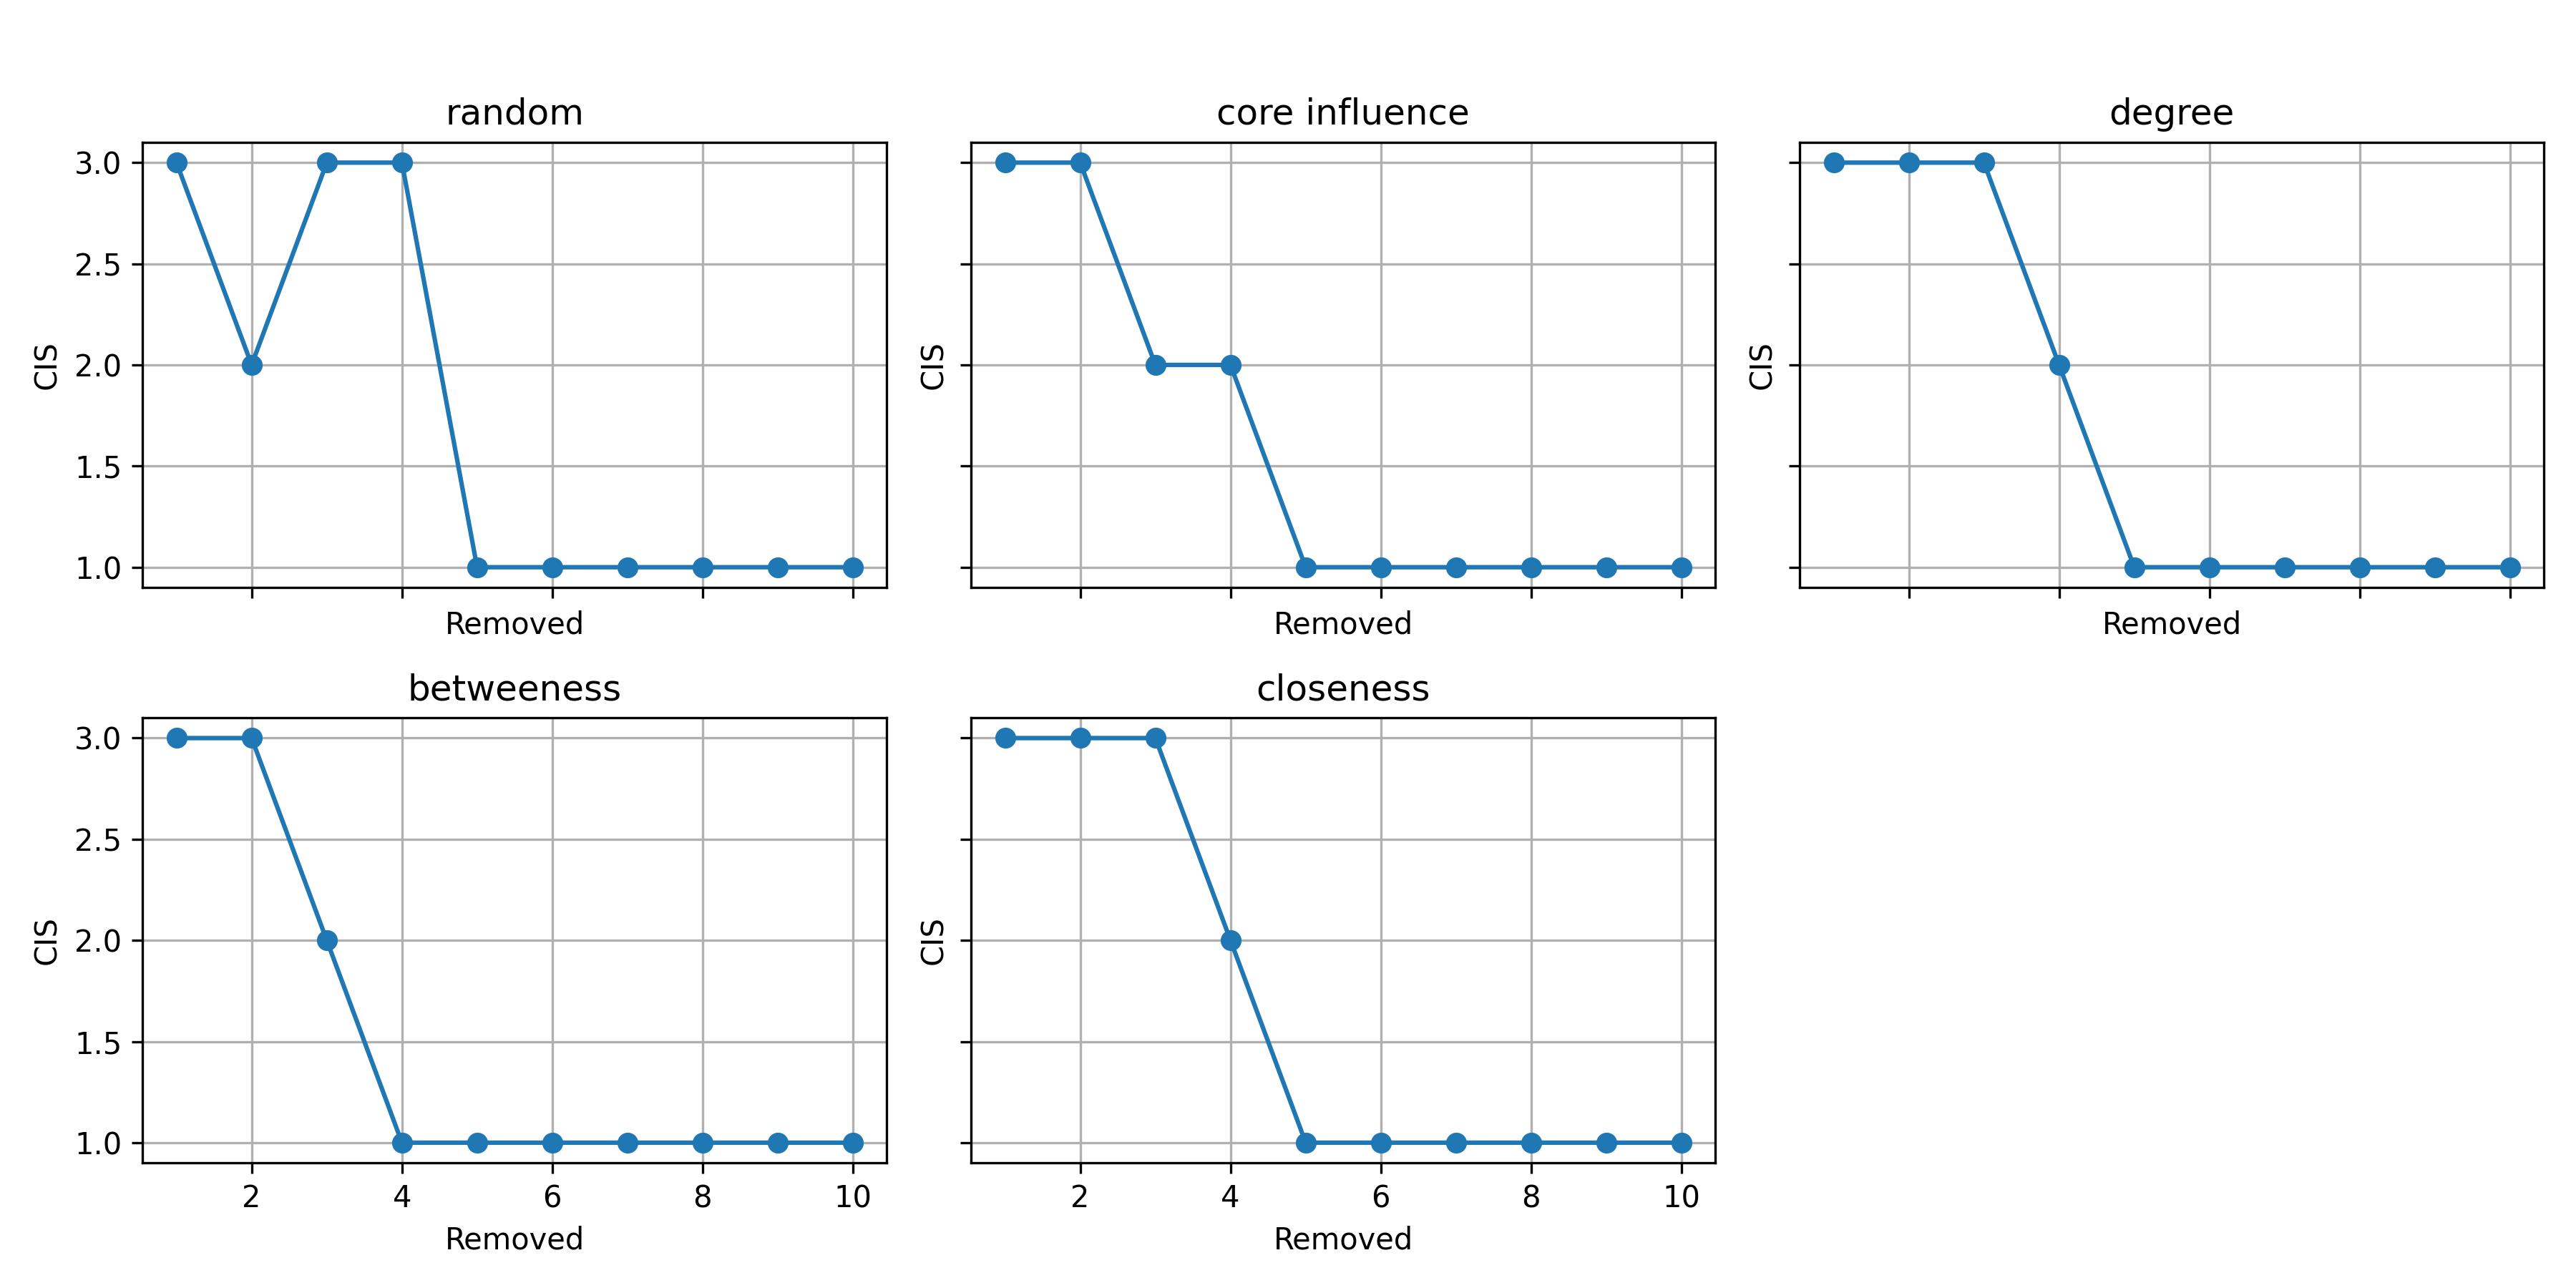 random
3.0
2.5
2.0
1.5
1.0
CIS
Removed
core influence
CIS
Removed
degree
CIS
Removed
betweeness
3.0
2.5
2.0
1.5
1.0
CIS
2 4 6 8 10
Removed
closeness
CIS
2 4 6 8 10
Removed